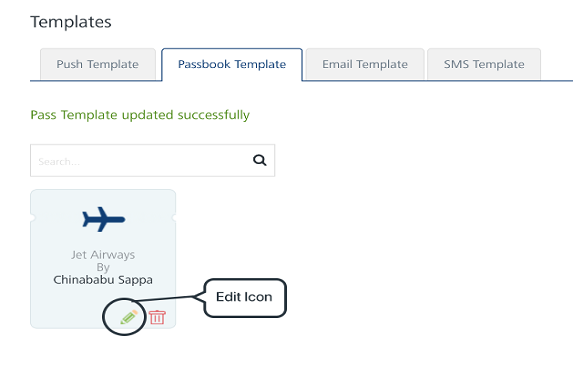 Templates
Push Template
Passbook Template
Email Template
SMS Template
Pass Template updated successfully
Search...
Jet Airways
By
Chinababu Sappa
Edit Icon